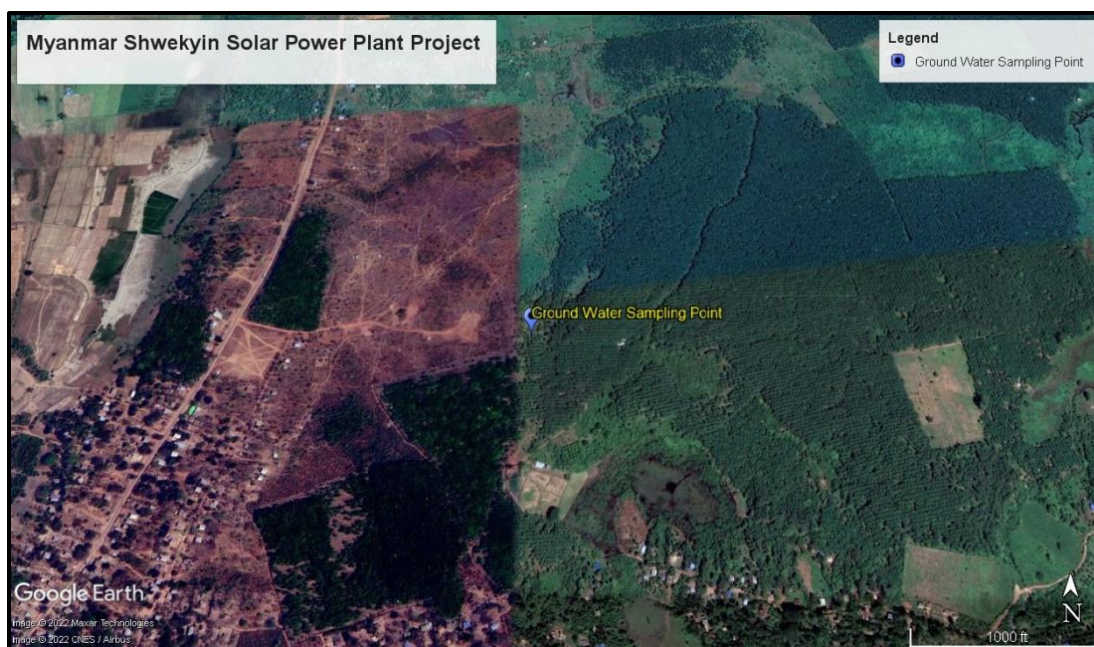 Myanmar Shwekyin Solar Power Plant Project
Legend
Ground Water Sampling Point
Ground Water Sampling Point
Google Earth
Image © 2022 Maxar Technologies
Image © 2022 CNES / Airbus
N
1000 ft